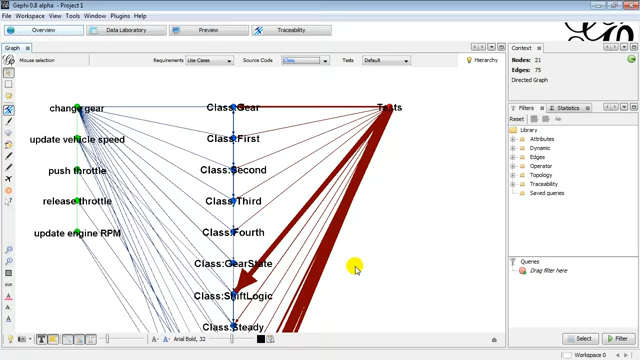 Gephi 0.8 alpha - Project 1
File Workspace View Tools Window Plugins Help
Overview Data Laboratory Preview Traceability
Graph
Mouse selection Requirements Use Cases Source Code Class Tests Default Hierarchy
change gear Class:Gear Tests
update vehicle speed Class:First
push throttle Class:Second
release throttle Class:Third
update engine RPM Class:Fourth
Class:GearState
Class:ShiftLogic
Class:Steady
Arial Bold, 32
Context
Nodes: 21
Edges: 75
Directed Graph
Filters Statistics
Reset
Library
Attributes
Dynamic
Edges
Operator
Topology
Traceability
Saved queries
Queries
Drag filter here
Select Filter
Workspace 0